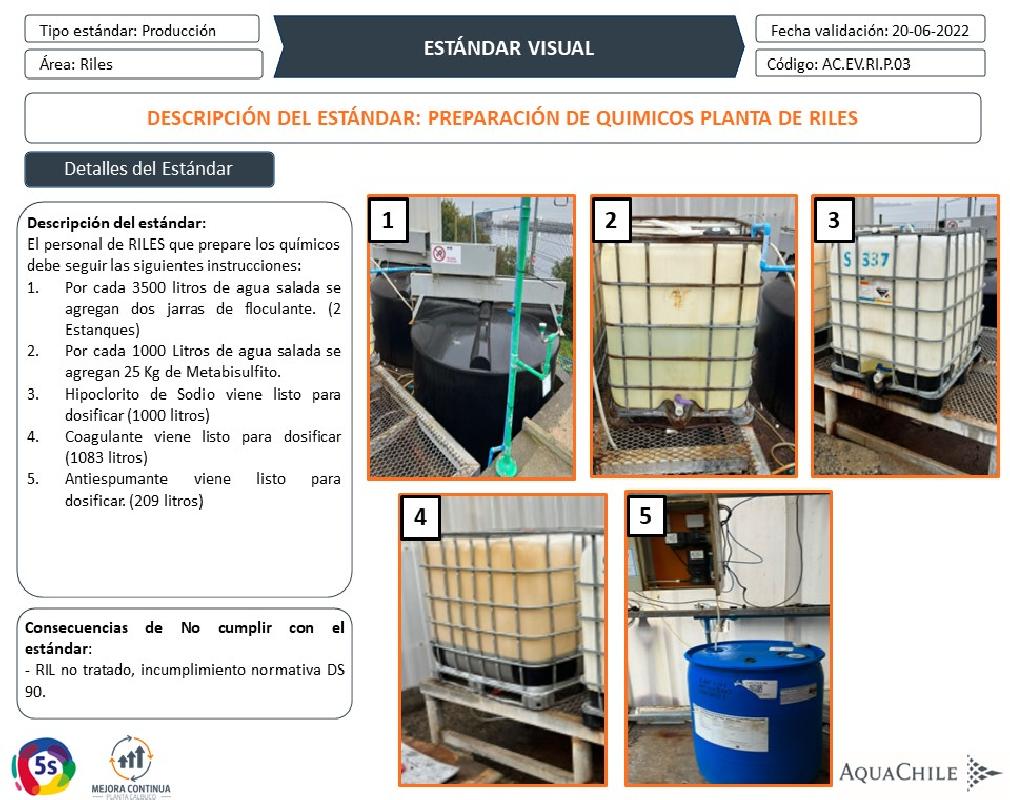 Tipo estándar: Producción
Área: Riles
ESTÁNDAR VISUAL
Fecha validación: 20-06-2022
Código: AC.EV.RI.P.03
DESCRIPCIÓN DEL ESTÁNDAR: PREPARACIÓN DE QUIMICOS PLANTA DE RILES
Detalles del Estándar
Descripción del estándar:
El personal de RILES que prepare los químicos
debe seguir las siguientes instrucciones:
1. Por cada 3500 litros de agua salada se
agregan dos jarras de floculante. (2
Estanques)
2. Por cada 1000 Litros de agua salada se
agregan 25 Kg de Metabisulfito.
3. Hipoclorito de Sodio viene listo para
dosificar (1000 litros)
4. Coagulante viene listo para dosificar
(1083 litros)
5. Antiespumante viene listo para
dosificar. (209 litros)
Consecuencias de No cumplir con el
estándar:
- RIL no tratado, incumplimiento normativa DS
90.
1
2
3
S 337
4
5
5s
MEJORA CONTINUA
PLANTA CALBUCO
AQUACHILE